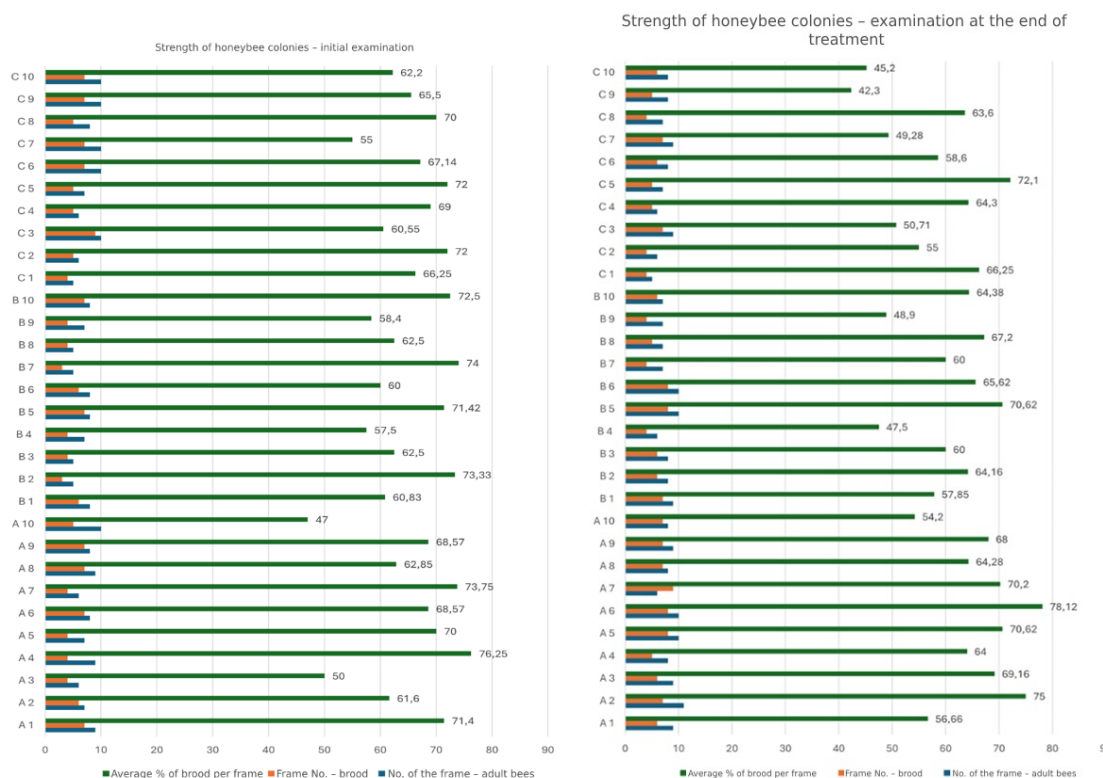 Strength of honeybee colonies – initial examination
C 10 62,2
C 9 65,5
C 8 70
C 7 55
C 6 67,14
C 5 72
C 4 69
C 3 60,55
C 2 72
C 1 66,25
B 10 72,5
B 9 58,4
B 8 62,5
B 7 74
B 6 60
B 5 71,42
B 4 57,5
B 3 62,5
B 2 73,33
B 1 60,83
A 10 47
A 9 68,57
A 8 62,85
A 7 73,75
A 6 68,57
A 5 70
A 4 76,25
A 3 50
A 2 61,6
A 1 71,4
0 10 20 30 40 50 60 70 80 90
Average % of brood per frame Frame No. – brood No. of the frame – adult bees
Strength of honeybee colonies – examination at the end of
treatment
C 10 45,2
C 9 42,3
C 8 63,6
C 7 49,28
C 6 58,6
C 5 72,1
C 4 64,3
C 3 50,71
C 2 55
C 1 66,25
B 10 64,38
B 9 48,9
B 8 67,2
B 7 60
B 6 65,62
B 5 70,62
B 4 47,5
B 3 60
B 2 64,16
B 1 57,85
A 10 54,2
A 9 68
A 8 64,28
A 7 70,2
A 6 78,12
A 5 70,62
A 4 64
A 3 69,16
A 2 75
A 1 56,66
0 10 20 30 40 50 60 70 80 9
Average % of brood per frame Frame No. – brood No. of the frame – adult bees